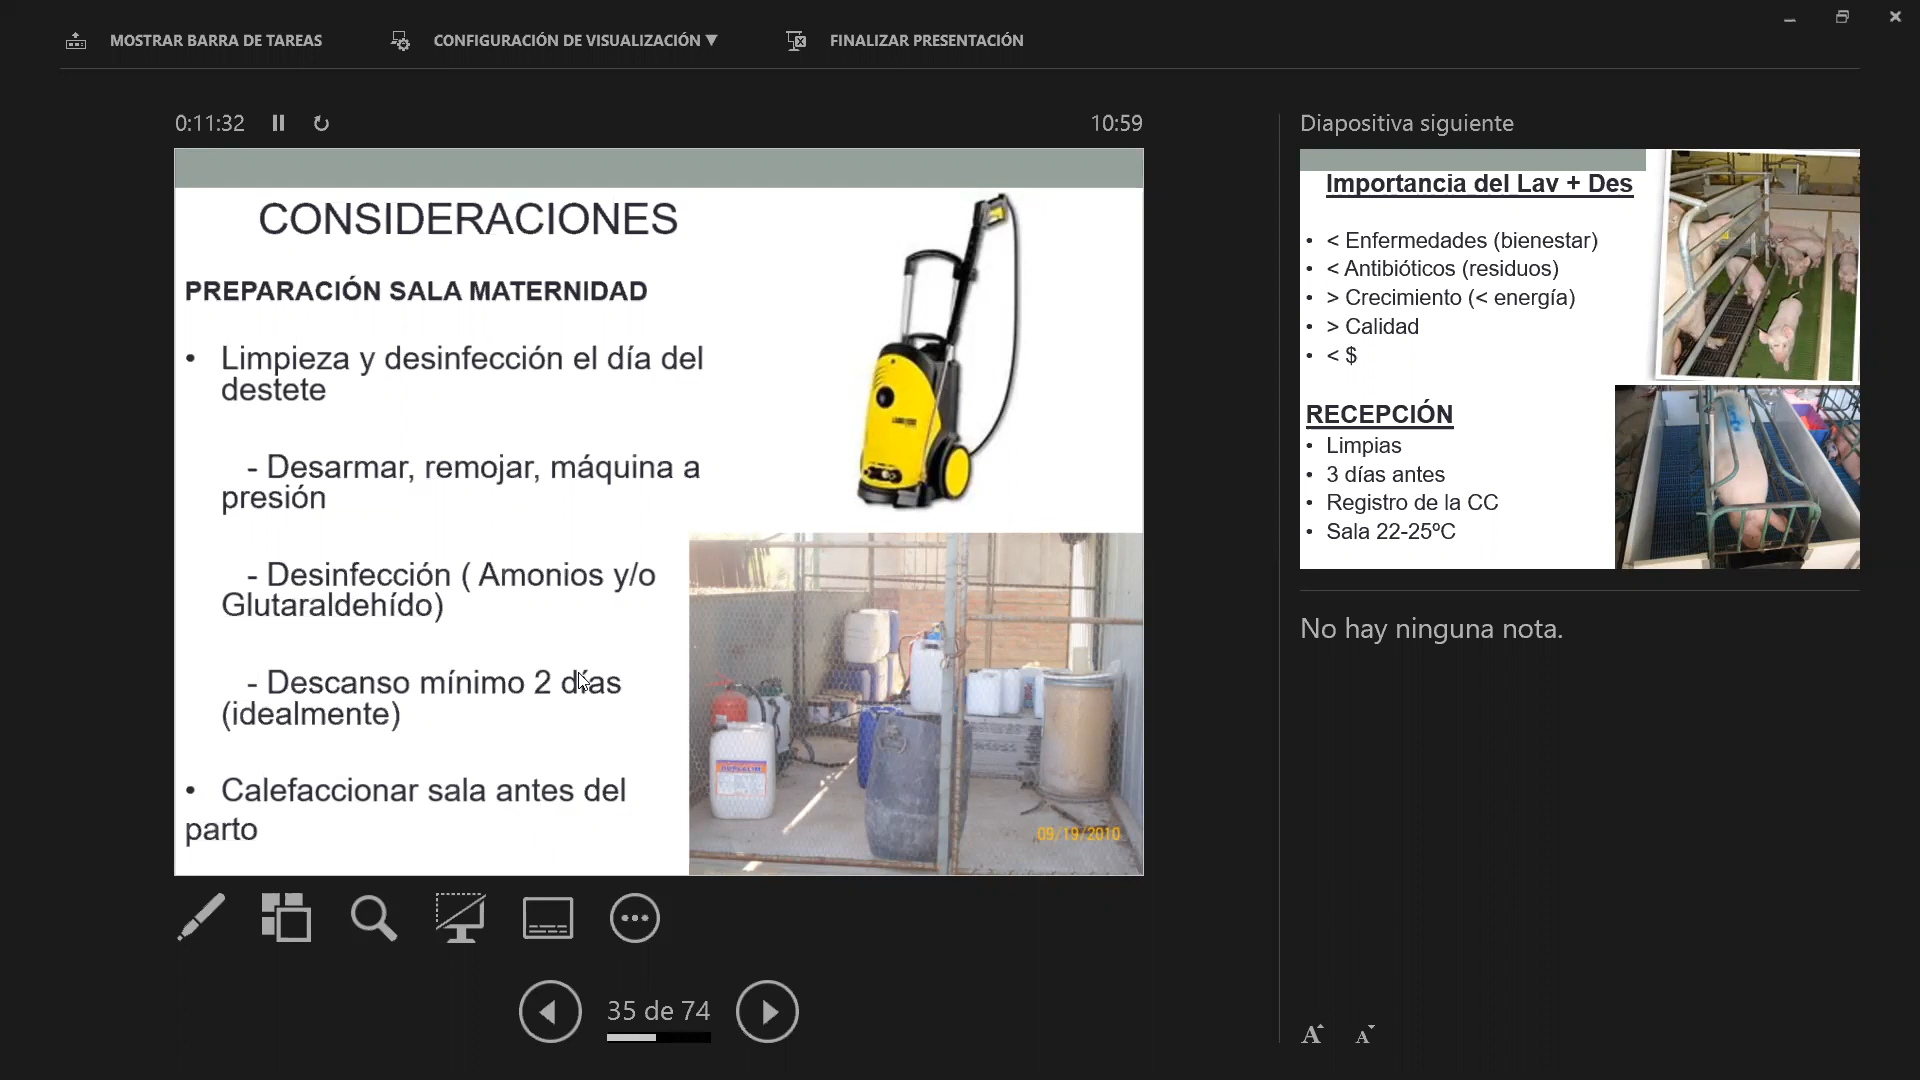 MOSTRAR BARRA DE TAREAS
CONFIGURACIÓN DE VISUALIZACIÓN ▼
FINALIZAR PRESENTACIÓN
0:11:32
10:59
CONSIDERACIONES
PREPARACIÓN SALA MATERNIDAD
• Limpieza y desinfección el día del
destete
- Desarmar, remojar, máquina a
presión
- Desinfección ( Amonios y/o
Glutaraldehído)
- Descanso mínimo 2 días
(idealmente)
• Calefaccionar sala antes del
parto
09/19/2010
35 de 74
Diapositiva siguiente
Importancia del Lav + Des
• < Enfermedades (bienestar)
• < Antibióticos (residuos)
• > Crecimiento (< energía)
• > Calidad
• < $
RECEPCIÓN
• Limpias
• 3 días antes
• Registro de la CC
• Sala 22-25ºC
No hay ninguna nota.
A A